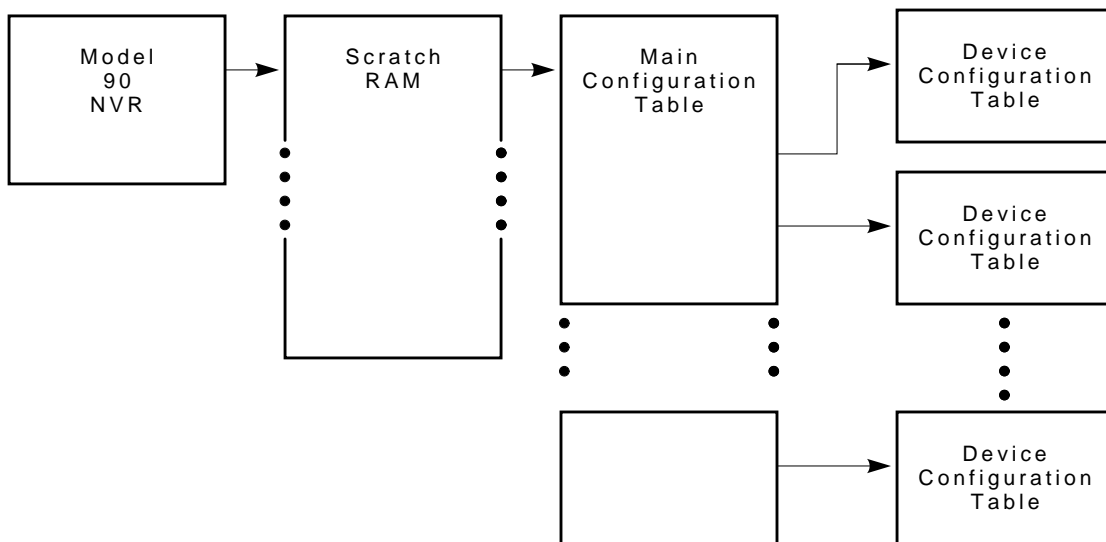 Model
90
NVR
Scratch
RAM
Main
Configuration
Table
Device
Configuration
Table
Device
Configuration
Table
Device
Configuration
Table